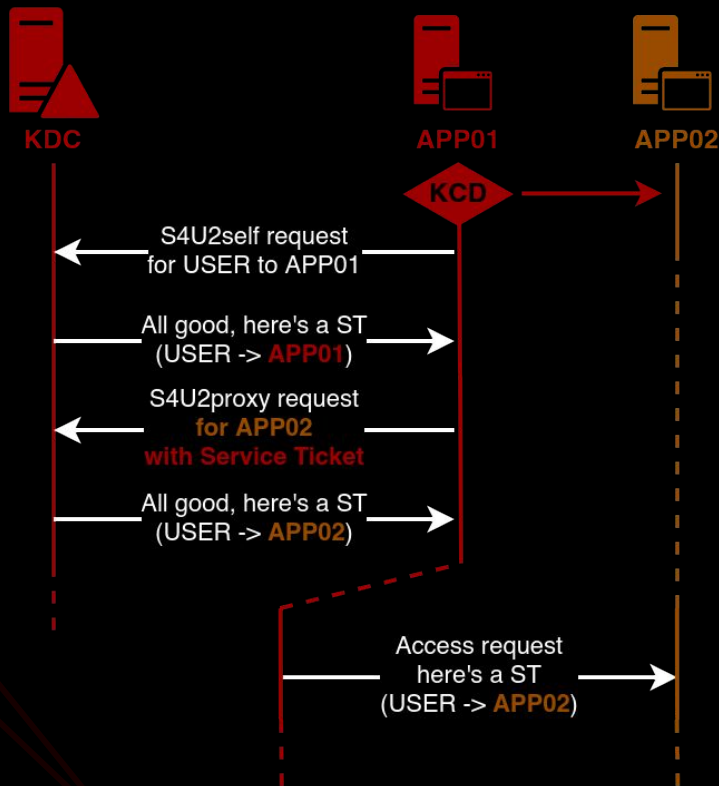 KDC
APP01
APP02
KCD
S4U2self request
for USER to APP01
All good, here's a ST
(USER -> APP01)
S4U2proxy request
for APP02
with Service Ticket
All good, here's a ST
(USER -> APP02)
Access request
here's a ST
(USER -> APP02)